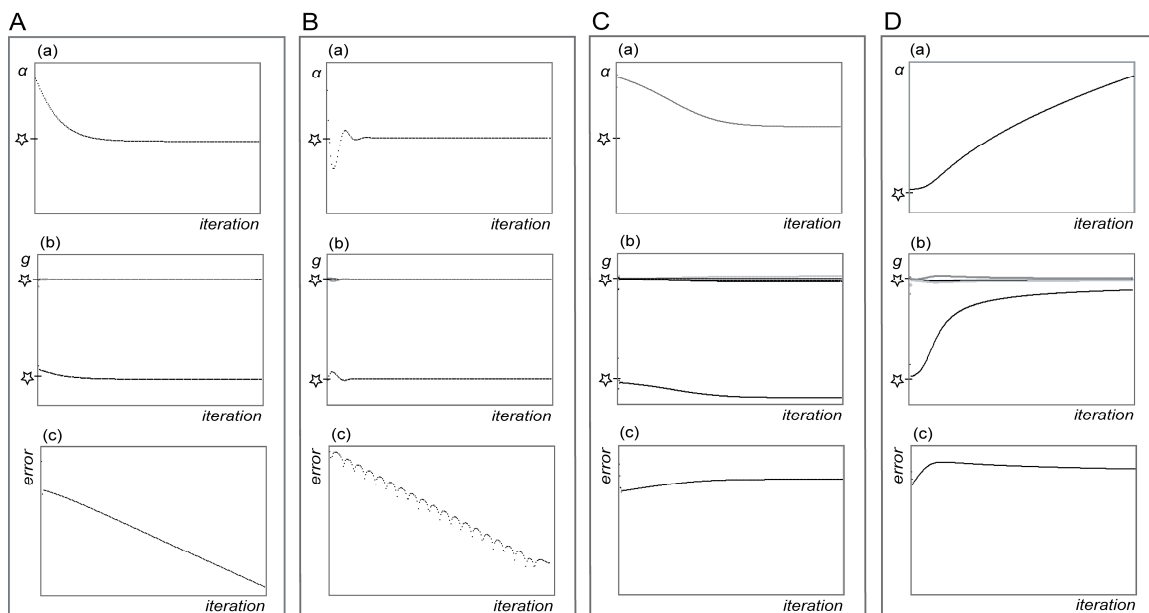 A
(a)
α
iteration
(b)
g
iteration
(c)
error
iteration
B
(a)
α
iteration
(b)
g
iteration
(c)
error
iteration
C
(a)
α
iteration
(b)
g
iteration
(c)
error
iteration
D
(a)
α
iteration
(b)
g
iteration
(c)
error
iteration